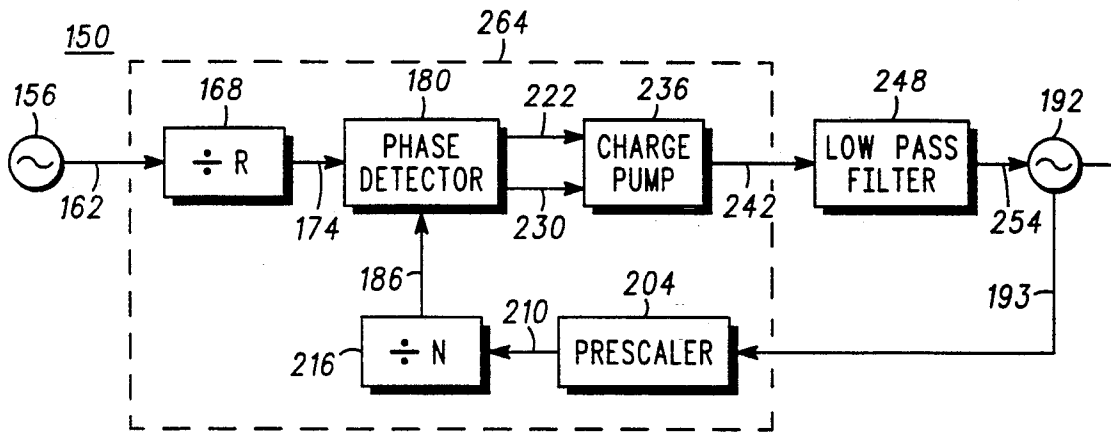 150
264
156
168
180
222
236
248
192
÷ R
PHASE
DETECTOR
CHARGE
PUMP
LOW PASS
FILTER
162
174
230
242
254
186
204
193
210
216
÷ N
PRESCALER